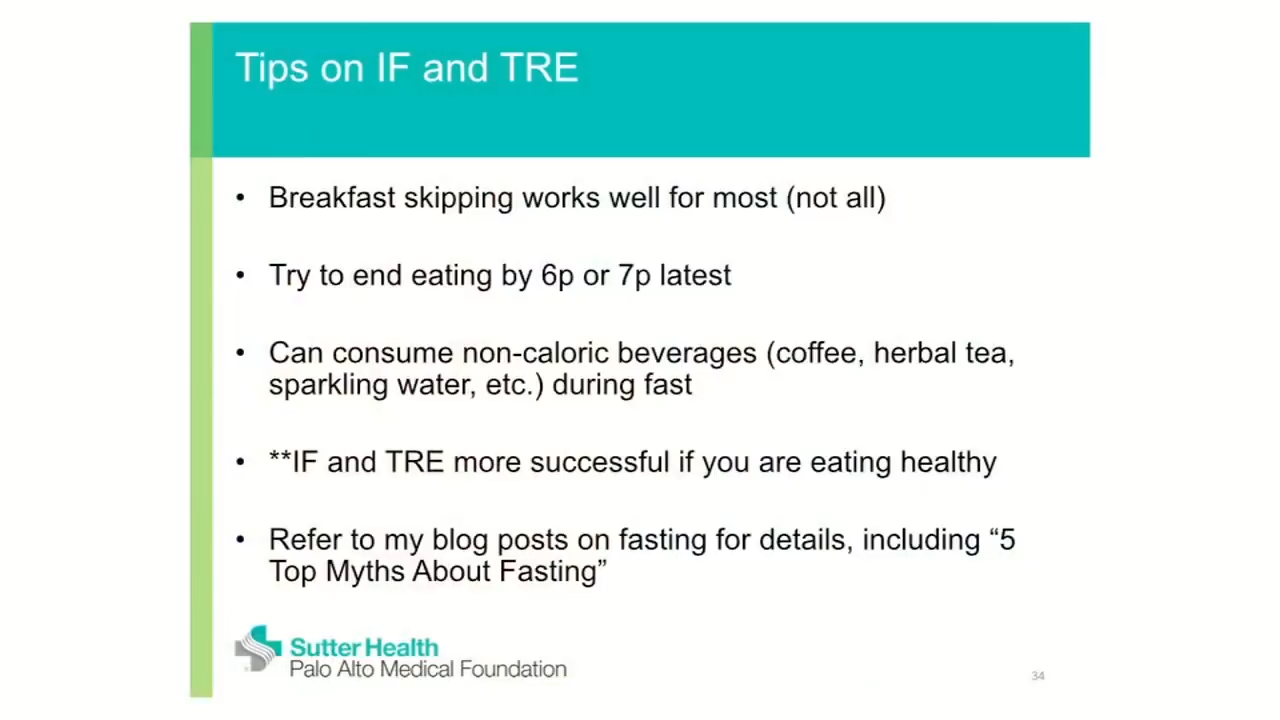 Tips on IF and TRE
• Breakfast skipping works well for most (not all)
• Try to end eating by 6p or 7p latest
• Can consume non-caloric beverages (coffee, herbal tea,
sparkling water, etc.) during fast
• **IF and TRE more successful if you are eating healthy
• Refer to my blog posts on fasting for details, including “5
Top Myths About Fasting”
Sutter Health
Palo Alto Medical Foundation
34